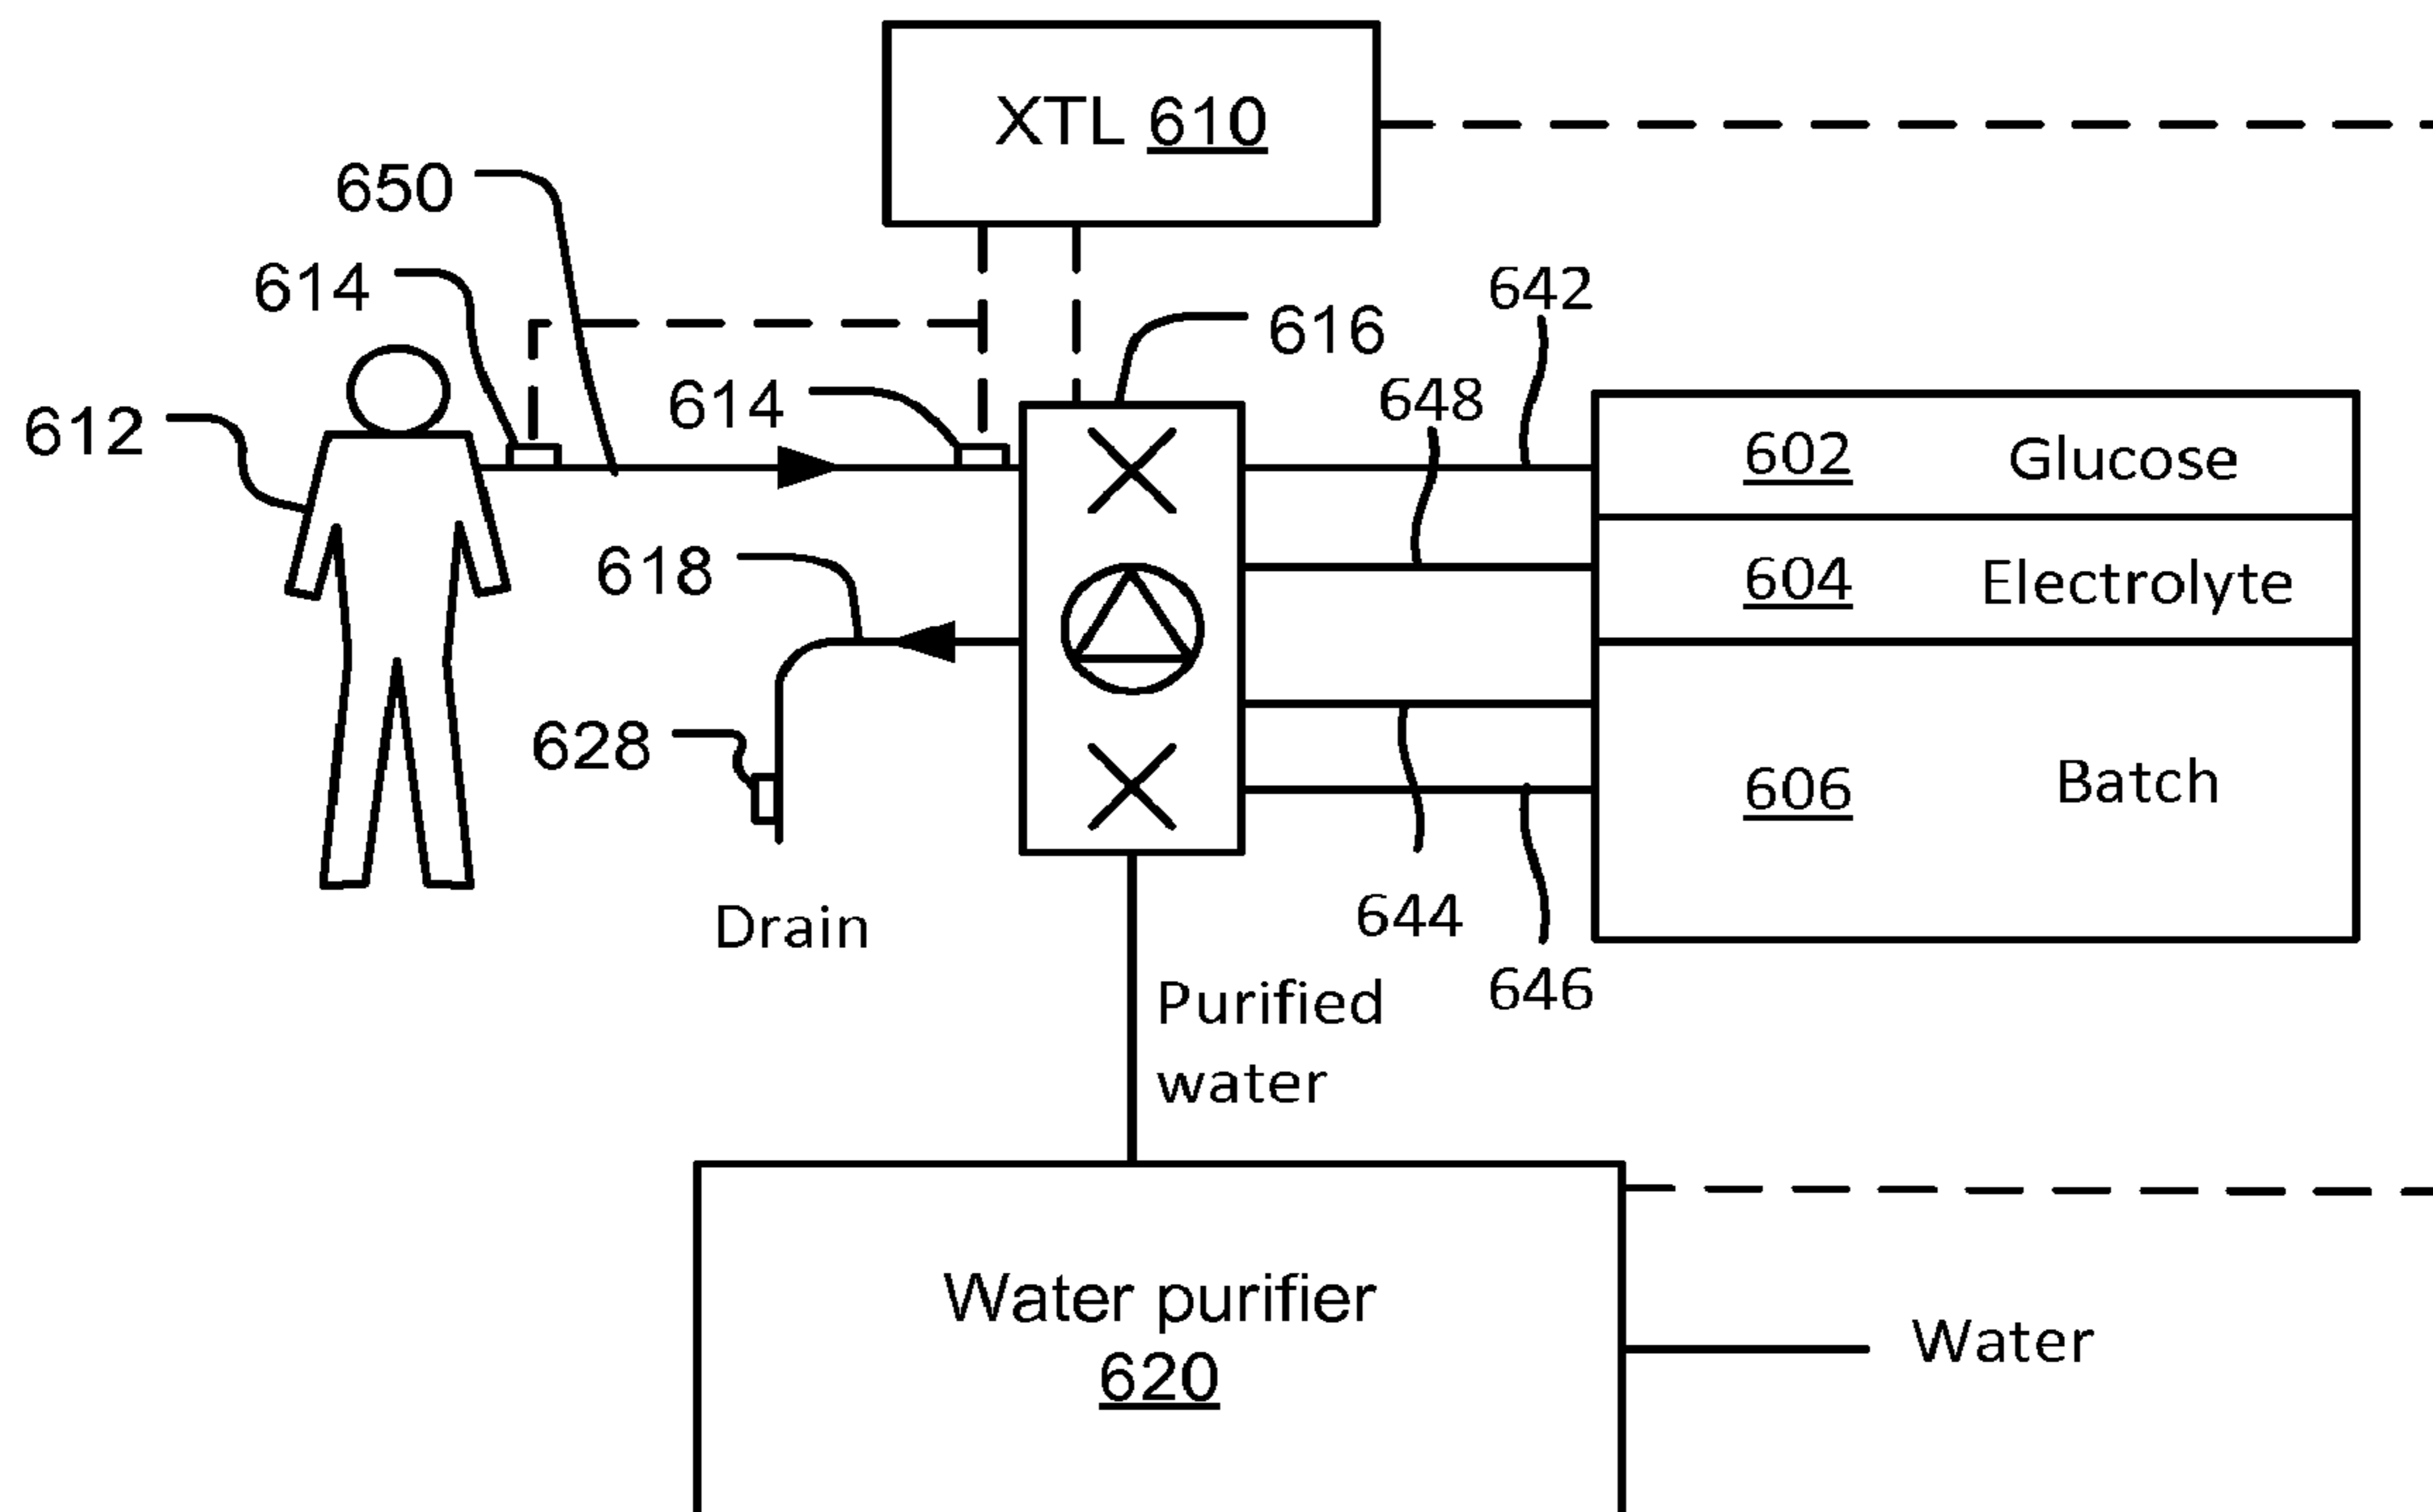 XTL 610
650
614
642
616
648
614
612
602 Glucose
618
604 Electrolyte
628
606 Batch
644
Drain
646
Purified
water
Water purifier
620
Water